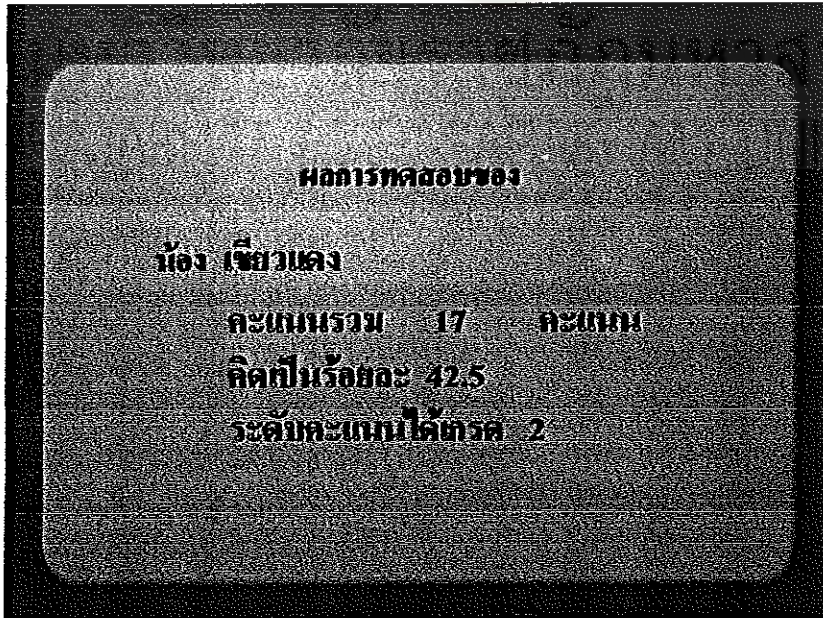 ผลการทดสอบของ
น้อง เขียวแดง
คะแนนรวม 17 คะแนน
คิดเป็นร้อยละ 42.5
ระดับคะแนนได้เกรด 2